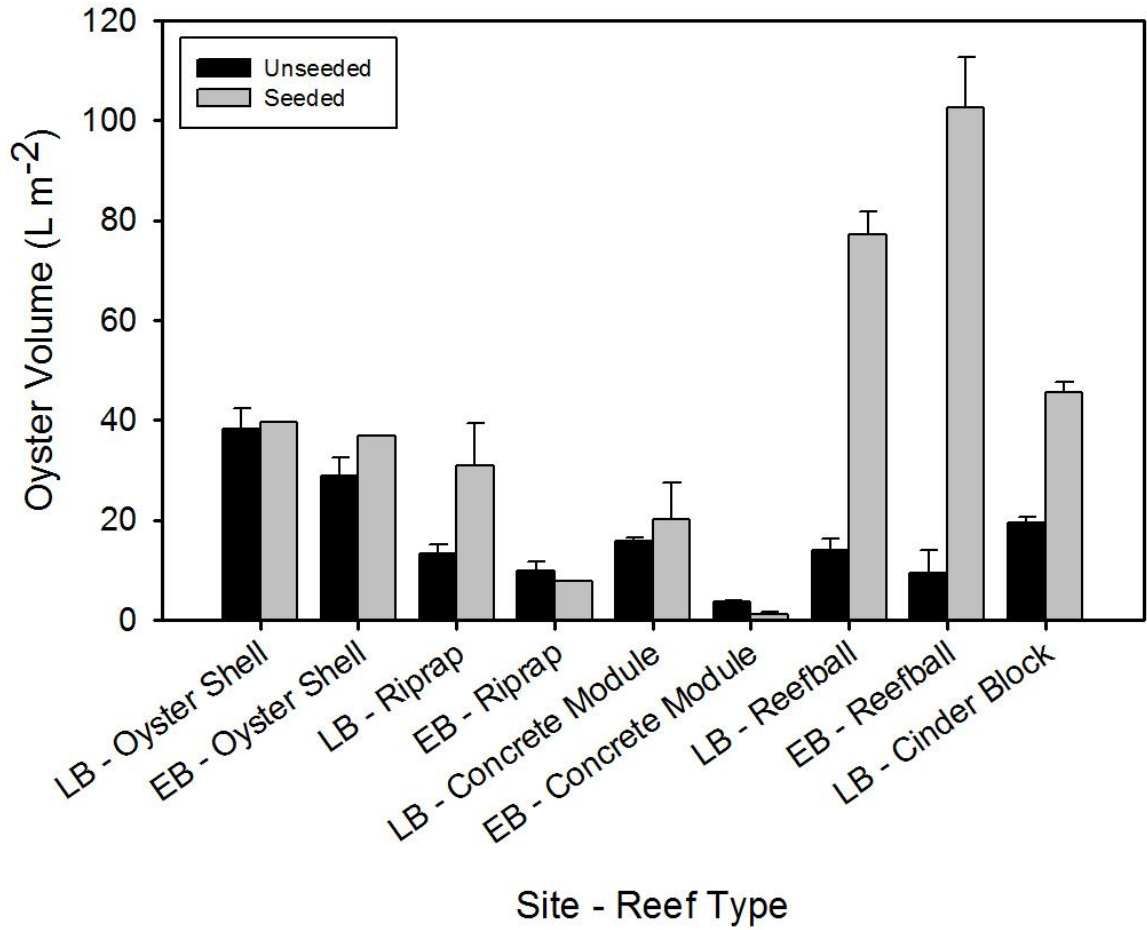 120
100
80
60
40
20
0
Oyster Volume (L m-2)
Unseeded
Seeded
LB - Oyster Shell
EB - Oyster Shell
LB - Riprap
EB - Riprap
LB - Concrete Module
EB - Concrete Module
LB - Reefball
EB - Reefball
LB - Cinder Block
Site - Reef Type